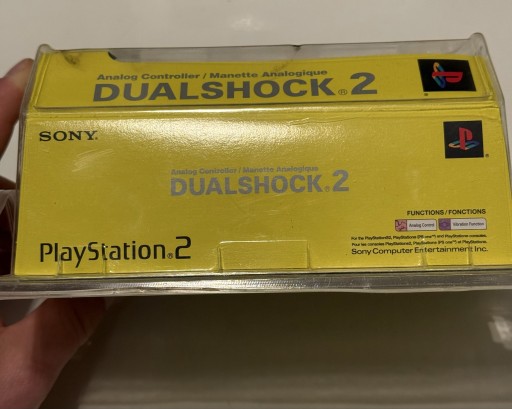 Analog Controller / Manette Analogique
DUALSHOCK® 2
SONY®
Analog Controller / Manette Analogique
DUALSHOCK® 2
FUNCTIONS / FONCTIONS
Analog Control
Vibration Function
PlayStation®2
Sony Computer Entertainment Inc.